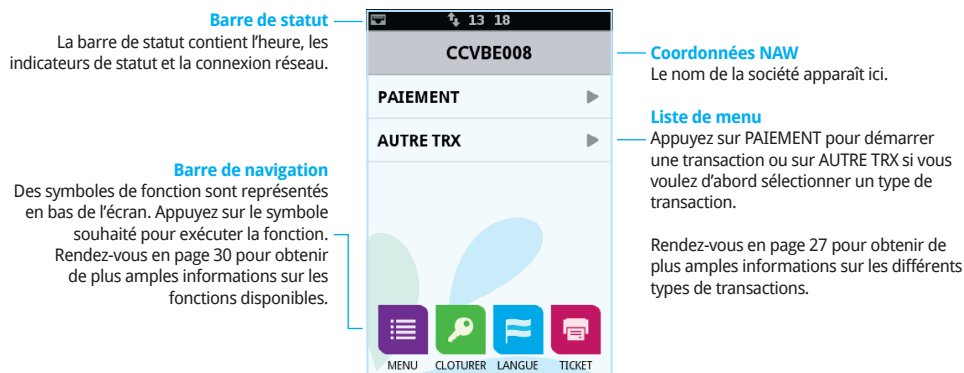 Barre de statut
La barre de statut contient l'heure, les
indicateurs de statut et la connexion réseau.
Barre de navigation
Des symboles de fonction sont représentés
en bas de l'écran. Appuyez sur le symbole
souhaité pour exécuter la fonction.
Rendez-vous en page 30 pour obtenir
de plus amples informations sur les
fonctions disponibles.
13 18
CCVBE008
PAIEMENT
AUTRE TRX
MENU CLOTURER LANGUE TICKET
Coordonnées NAW
Le nom de la société apparaît ici.
Liste de menu
Appuyez sur PAIEMENT pour démarrer
une transaction ou sur AUTRE TRX si vous
voulez d'abord sélectionner un type de
transaction.
Rendez-vous en page 27 pour obtenir de
plus amples informations sur les différents
types de transactions.